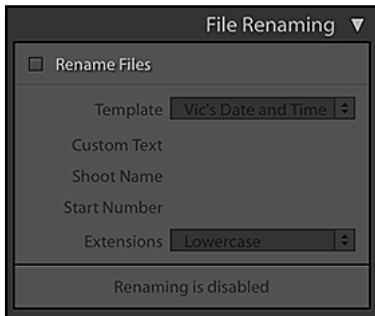 File Renaming
Rename Files
Template Vic's Date and Time
Custom Text
Shoot Name
Start Number
Extensions Lowercase
Renaming is disabled